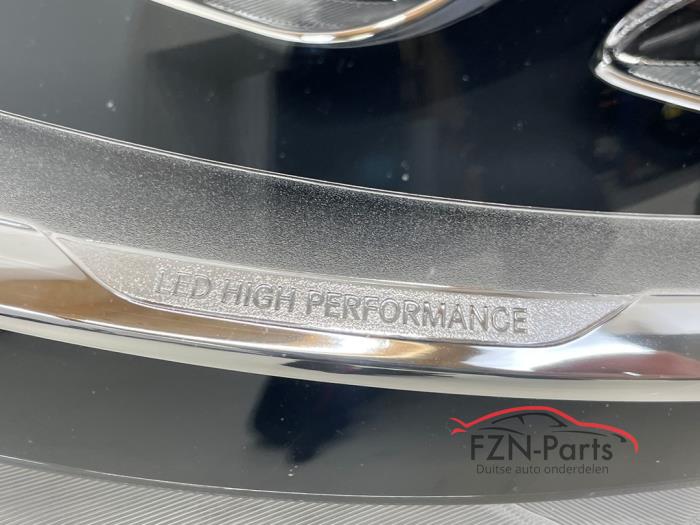 LED HIGH PERFORMANCE
FZN-Parts
Duitse auto onderdelen